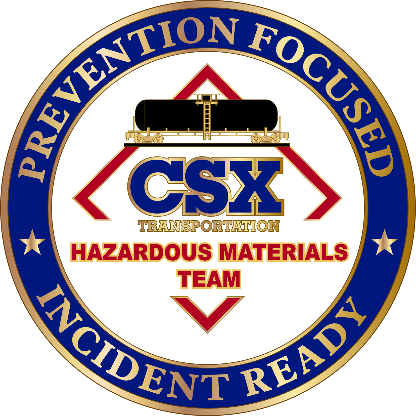 PREVENTION FOCUSED
CSX
TRANSPORTATION
HAZARDOUS MATERIALS
TEAM
INCIDENT READY